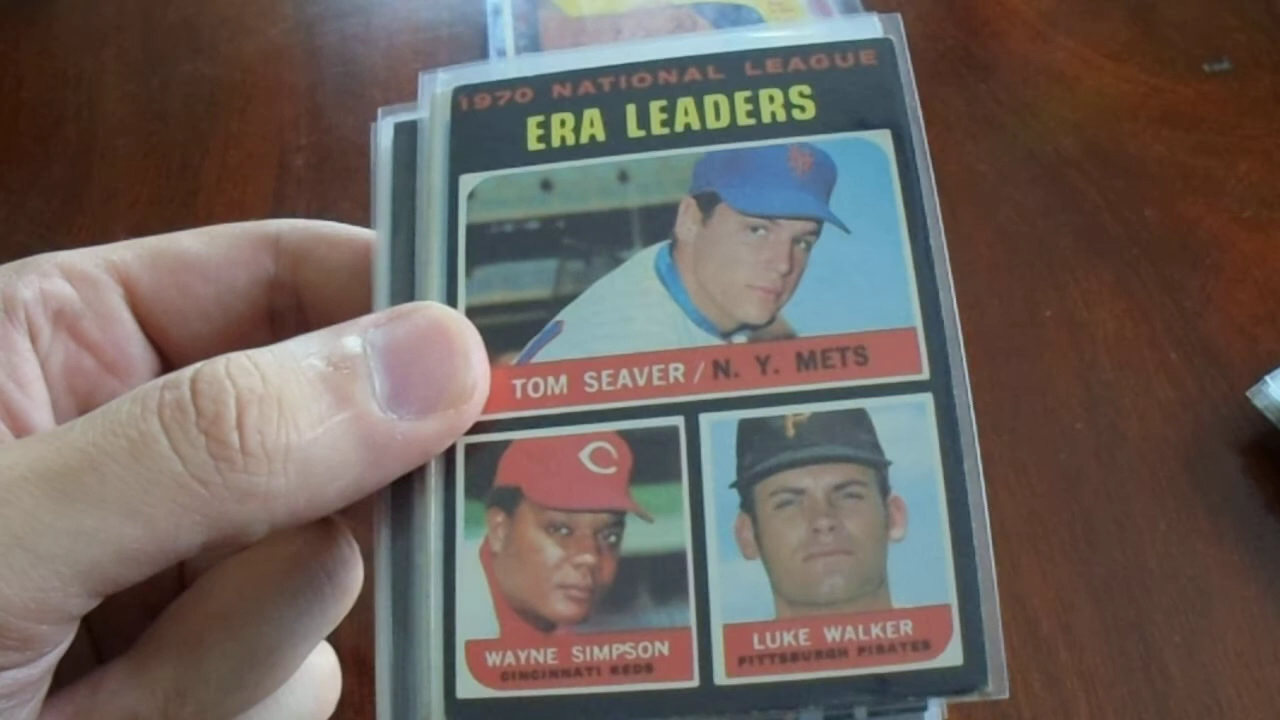 1970 NATIONAL LEAGUE
ERA LEADERS
TOM SEAVER / N. Y. METS
WAYNE SIMPSON
CINCINNATI REDS
LUKE WALKER
PITTSBURGH PIRATES